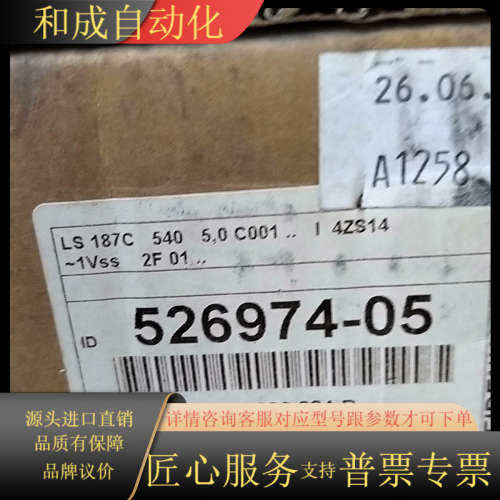 和成自动化
26.06.
A1258
LS 187C 540 5,0 C001 .. I 4ZS14
~1Vss 2F 01 ..
ID 526974-05
源头进口直销
品质有保障
品牌议价
详情咨询客服对应型号跟参数才可下单
匠心服务 支持 普票专票